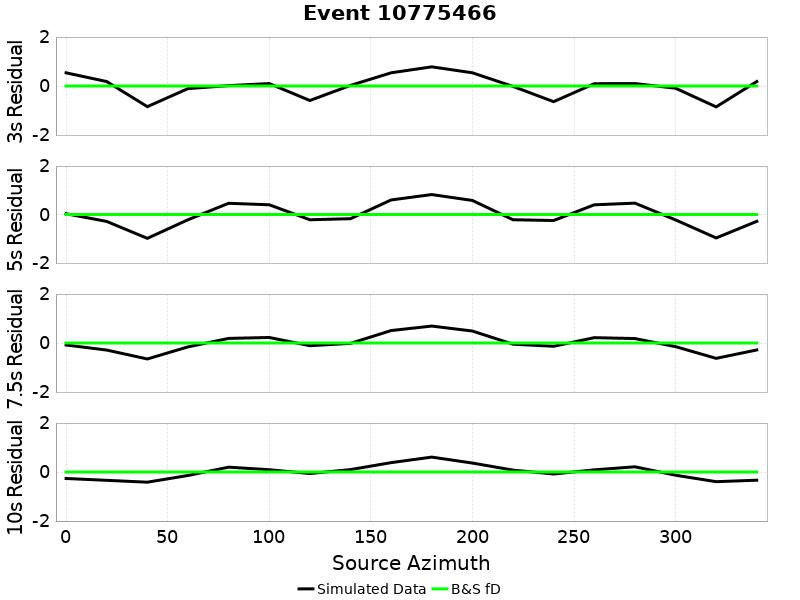 Event 10775466
3s Residual
2
0
-2
5s Residual
2
0
-2
7.5s Residual
2
0
-2
10s Residual
2
0
-2
0 50 100 150 200 250 300
Source Azimuth
Simulated Data B&S fD